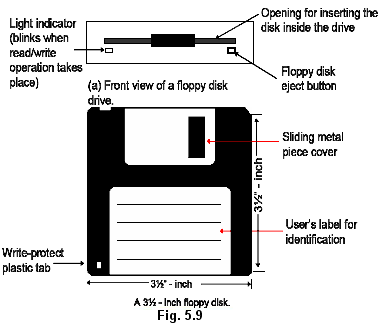 Light indicator
(blinks when
read/write
operation takes
place)
Opening for inserting the
disk inside the drive
Floppy disk
eject button
(a) Front view of a floppy disk
drive.
Sliding metal
piece cover
3½" - inch
User's label for
identification
Write-protect
plastic tab
3½" - inch
A 3½ - Inch floppy disk.
Fig. 5.9